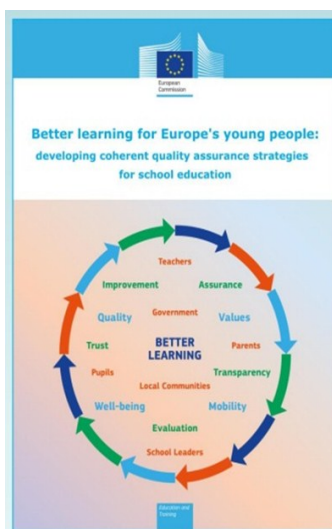 European
Commission
Better learning for Europe's young people:
developing coherent quality assurance strategies
for school education
Teachers
Improvement
Assurance
Quality
Government
Values
Trust
BETTER
LEARNING
Parents
Pupils
Local Communities
Transparency
Well-being
Mobility
Evaluation
School Leaders
Education and
Training